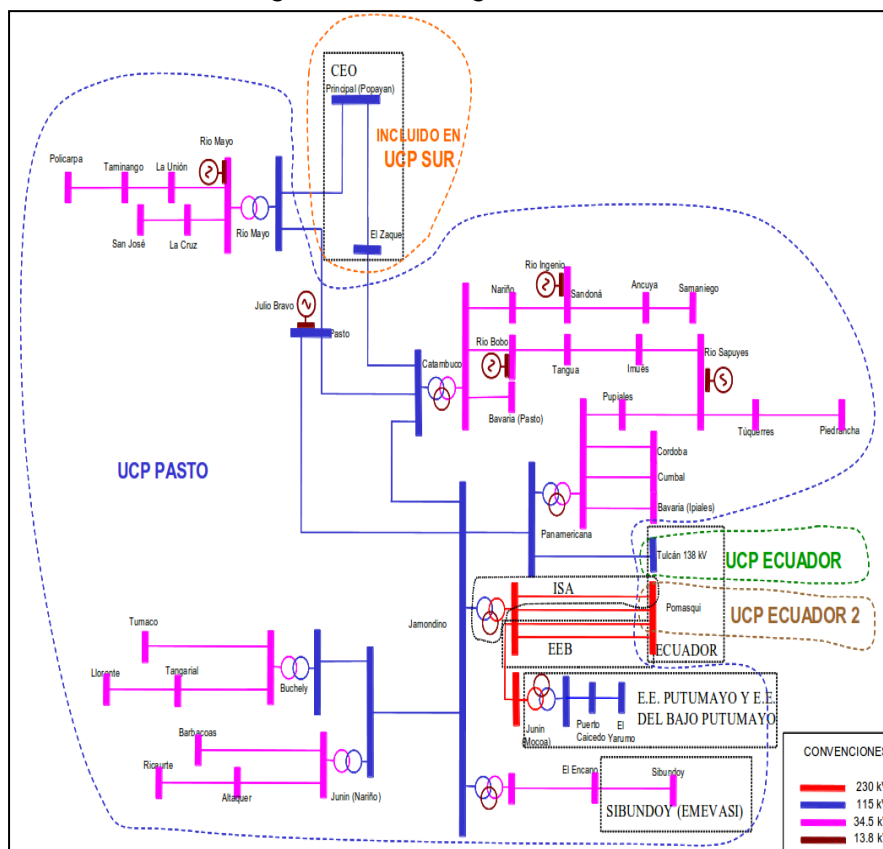 CEO
Principal (Popayan)
INCLUIDO EN
UCP SUR
Rio Mayo
Policarpa
Taminango
La Unión
San José
La Cruz
Rio Mayo
El Zaque
Julio Bravo
Pasto
Catambuco
Nariño
Rio Ingenio
Sandoná
Ancuya
Samaniego
Rio Bobo
Tangua
Imués
Rio Sapuyes
Bavaria (Pasto)
Pupiales
Túquerres
Piedrancha
Cordoba
Cumbal
Bavaria (Ipiales)
Panamericana
UCP PASTO
Tulcán 138 kV
UCP ECUADOR
ISA
Pomasqui
UCP ECUADOR 2
Jamondino
EEB
ECUADOR
Tumaco
Llorente
Tangarial
Buchely
E.E. PUTUMAYO Y E.E.
DEL BAJO PUTUMAYO
Junin
(Mocoa)
Puerto
Caicedo
El
Yarumo
Barbacoas
Ricaurte
Altaquer
Junin (Nariño)
El Encano
Sibundoy
SIBUNDOY (EMEVASI)
CONVENCIONES
230 k
115 k
34.5 k
13.8 k